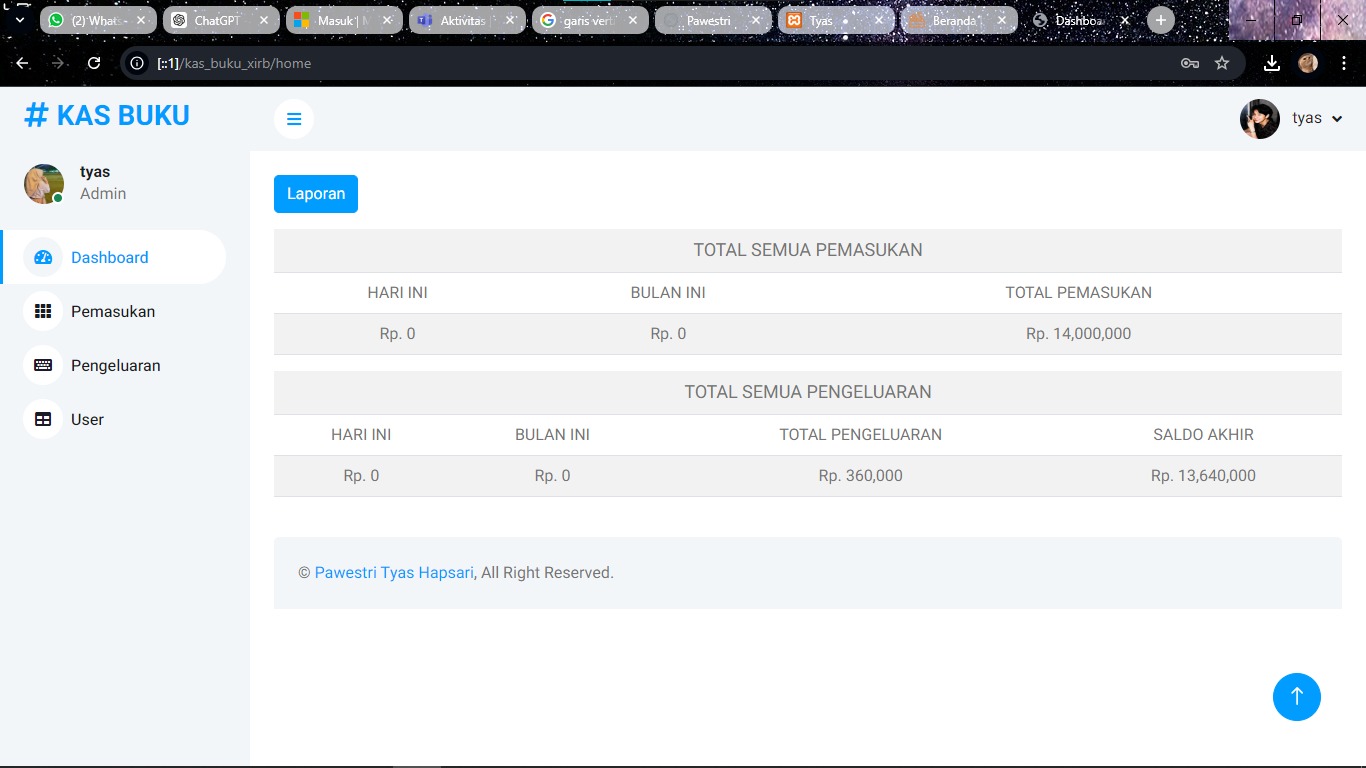 (2) Whats
ChatGPT
Masuk |
Aktivitas |
garis vert
Pawestri
Tyas
Beranda
Dashboa
[::1]/kas_buku_xirb/home
# KAS BUKU
tyas
tyas
Admin
Laporan
Dashboard
Pemasukan
Pengeluaran
User
TOTAL SEMUA PEMASUKAN
HARI INI BULAN INI TOTAL PEMASUKAN
Rp. 0 Rp. 0 Rp. 14,000,000
TOTAL SEMUA PENGELUARAN
HARI INI BULAN INI TOTAL PENGELUARAN SALDO AKHIR
Rp. 0 Rp. 0 Rp. 360,000 Rp. 13,640,000
© Pawestri Tyas Hapsari, All Right Reserved.